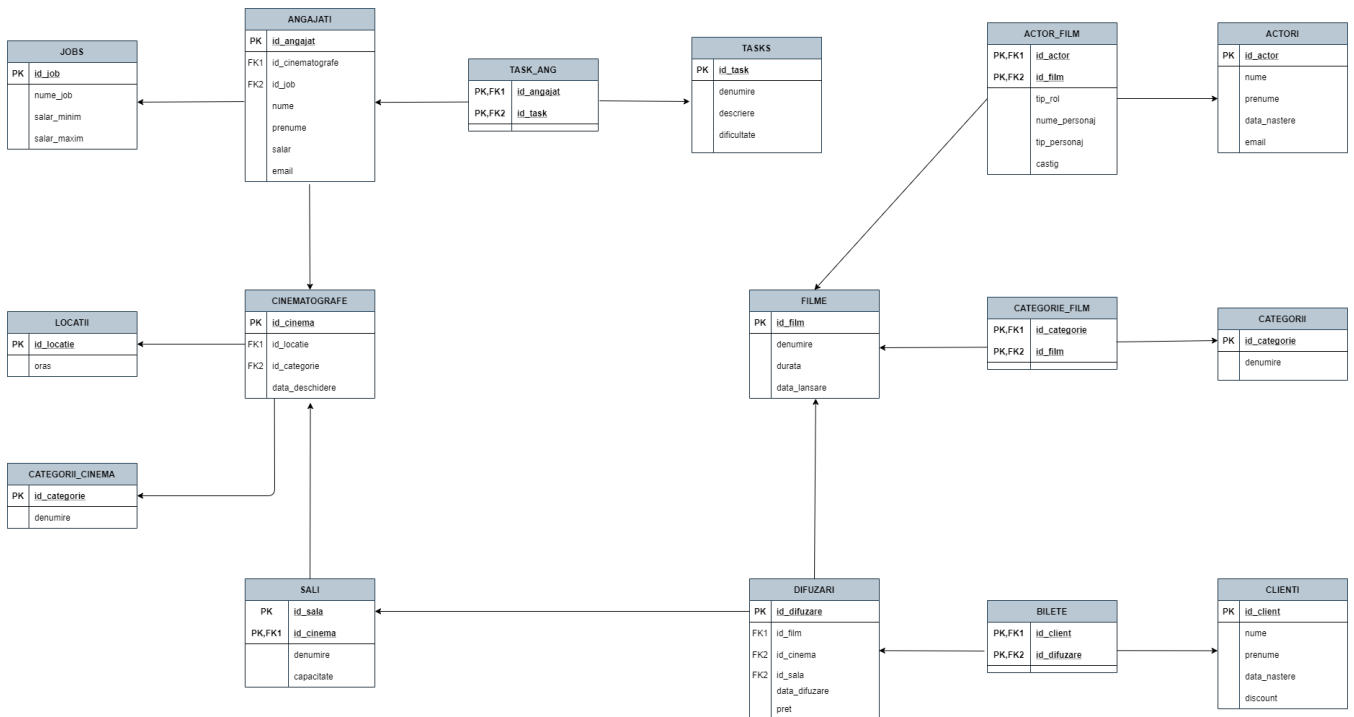 JOBS
PK id_job
nume_job
salar_minim
salar_maxim
ANGAJATI
PK id_angajat
FK1 id_cinematografe
FK2 id_job
nume
prenume
salar
email
TASK_ANG
PK,FK1 id_angajat
PK,FK2 id_task
TASKS
PK id_task
denumire
descriere
dificultate
ACTOR_FILM
PK,FK1 id_actor
PK,FK2 id_film
tip_rol
nume_personaj
tip_personaj
castig
ACTORI
PK id_actor
nume
prenume
data_nastere
email
LOCATII
PK id_locatie
oras
CINEMATOGRAFE
PK id_cinema
FK1 id_locatie
FK2 id_categorie
data_deschidere
FILME
PK id_film
denumire
durata
data_lansare
CATEGORIE_FILM
PK,FK1 id_categorie
PK,FK2 id_film
CATEGORII
PK id_categorie
denumire
CATEGORII_CINEMA
PK id_categorie
denumire
SALI
PK id_sala
PK,FK1 id_cinema
denumire
capacitate
DIFUZARI
PK id_difuzare
FK1 id_film
FK2 id_cinema
FK2 id_sala
data_difuzare
pret
BILETE
PK,FK1 id_client
PK,FK2 id_difuzare
CLIENTI
PK id_client
nume
prenume
data_nastere
discount